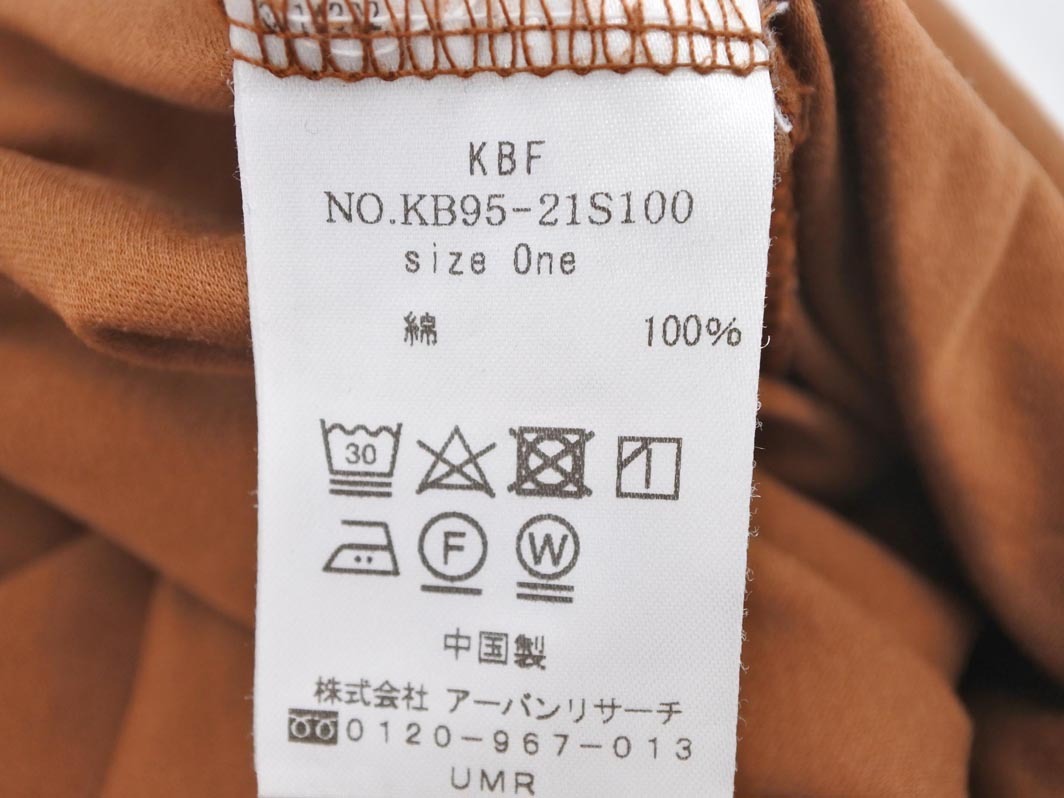 KBF
NO.KB95-21S100
size One
綿 100%
30
F W
中国製
株式会社 アーバンリサーチ
0120-967-013
UMR